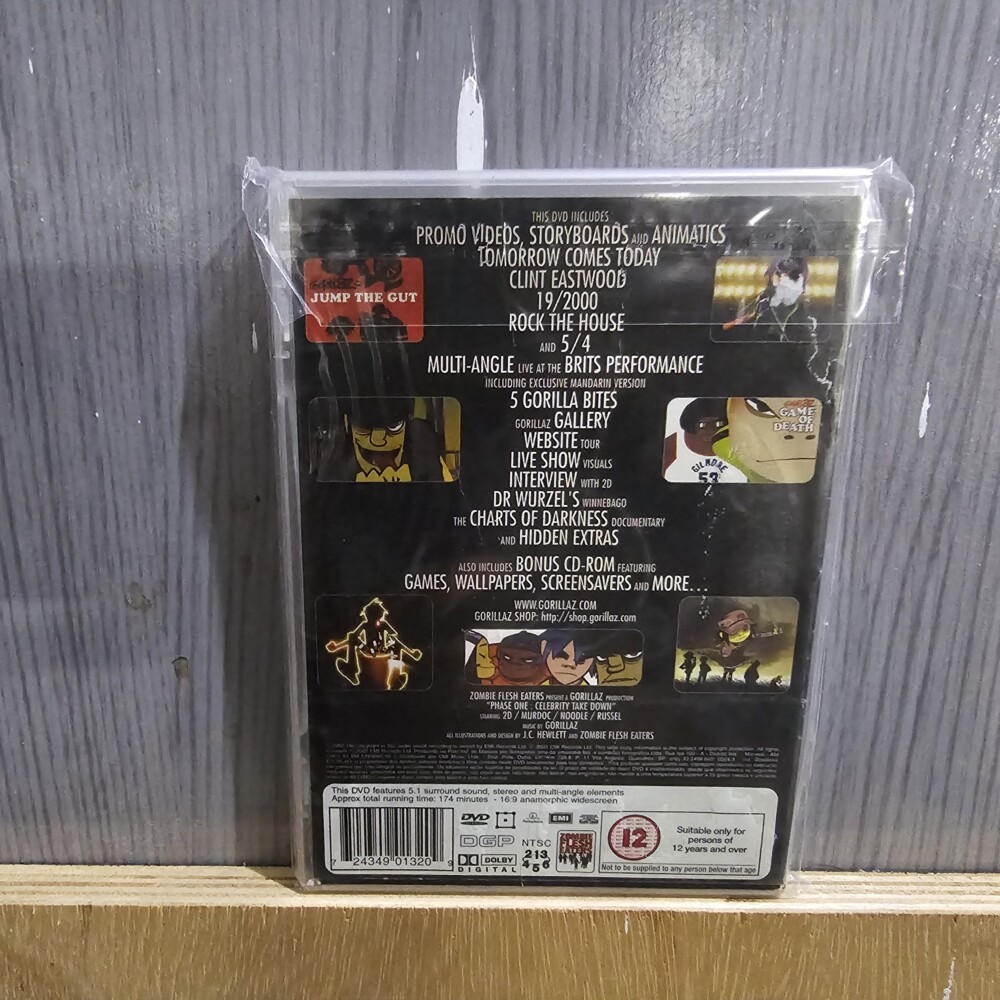 THIS DVD INCLUDES
PROMO VIDEOS, STORYBOARDS AND ANIMATICS
TOMORROW COMES TODAY
CLINT EASTWOOD
19/2000
ROCK THE HOUSE
AND 5/4
MULTI-ANGLE LIVE AT THE BRITS PERFORMANCE
INCLUDING EXCLUSIVE MANDARIN VERSION
5 GORILLA BITES
GORILLAZ GALLERY
WEBSITE TOUR
LIVE SHOW VISUALS
INTERVIEW WITH 2D
DR WURZEL'S WINNEBAGO
THE CHARTS OF DARKNESS DOCUMENTARY
AND HIDDEN EXTRAS
ALSO INCLUDES BONUS CD-ROM FEATURING
GAMES, WALLPAPERS, SCREENSAVERS AND MORE...
WWW.GORILLAZ.COM
GORILLAZ SHOP: http://shop.gorillaz.com
JUMP THE GUT
GAME
OF
DEATH
GILMORE
53
ZOMBIE FLESH EATERS PRESENT A GORILLAZ PRODUCTION
"PHASE ONE : CELEBRITY TAKE DOWN"
STARRING 2D / MURDOC / NOODLE / RUSSEL
MUSIC BY GORILLAZ
ALL ILLUSTRATIONS AND DESIGN BY J.C. HEWLETT AND ZOMBIE FLESH EATERS
This DVD features 5.1 surround sound, stereo and multi-angle elements
Approx total running time: 174 minutes - 16:9 anamorphic widescreen
7 24349 01320 9
DVD
EMI
DGP
NTSC
DOLBY
DIGITAL
213
456
ZOMBIE
FLESH
EATERS
12
Suitable only for
persons of
12 years and over
Not to be supplied to any person below that age